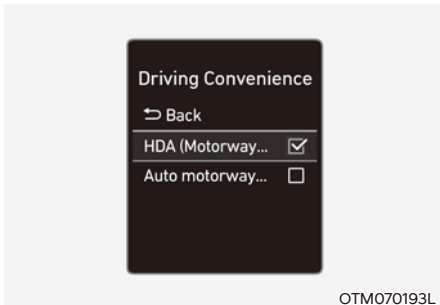 Driving Convenience
Back
HDA (Motorway...
Auto motorway...
OTM070193L